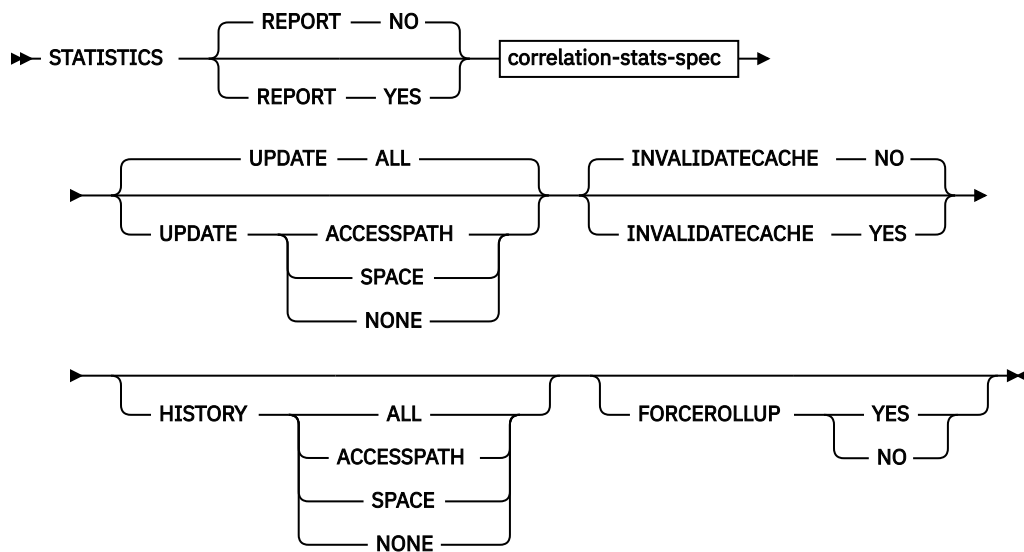 REPORT NO
STATISTICS correlation-stats-spec
REPORT YES
UPDATE ALL INVALIDATECACHE NO
UPDATE ACCESSPATH INVALIDATECACHE YES
SPACE
NONE
HISTORY ALL FORCEROLLUP YES
ACCESSPATH NO
SPACE
NONE